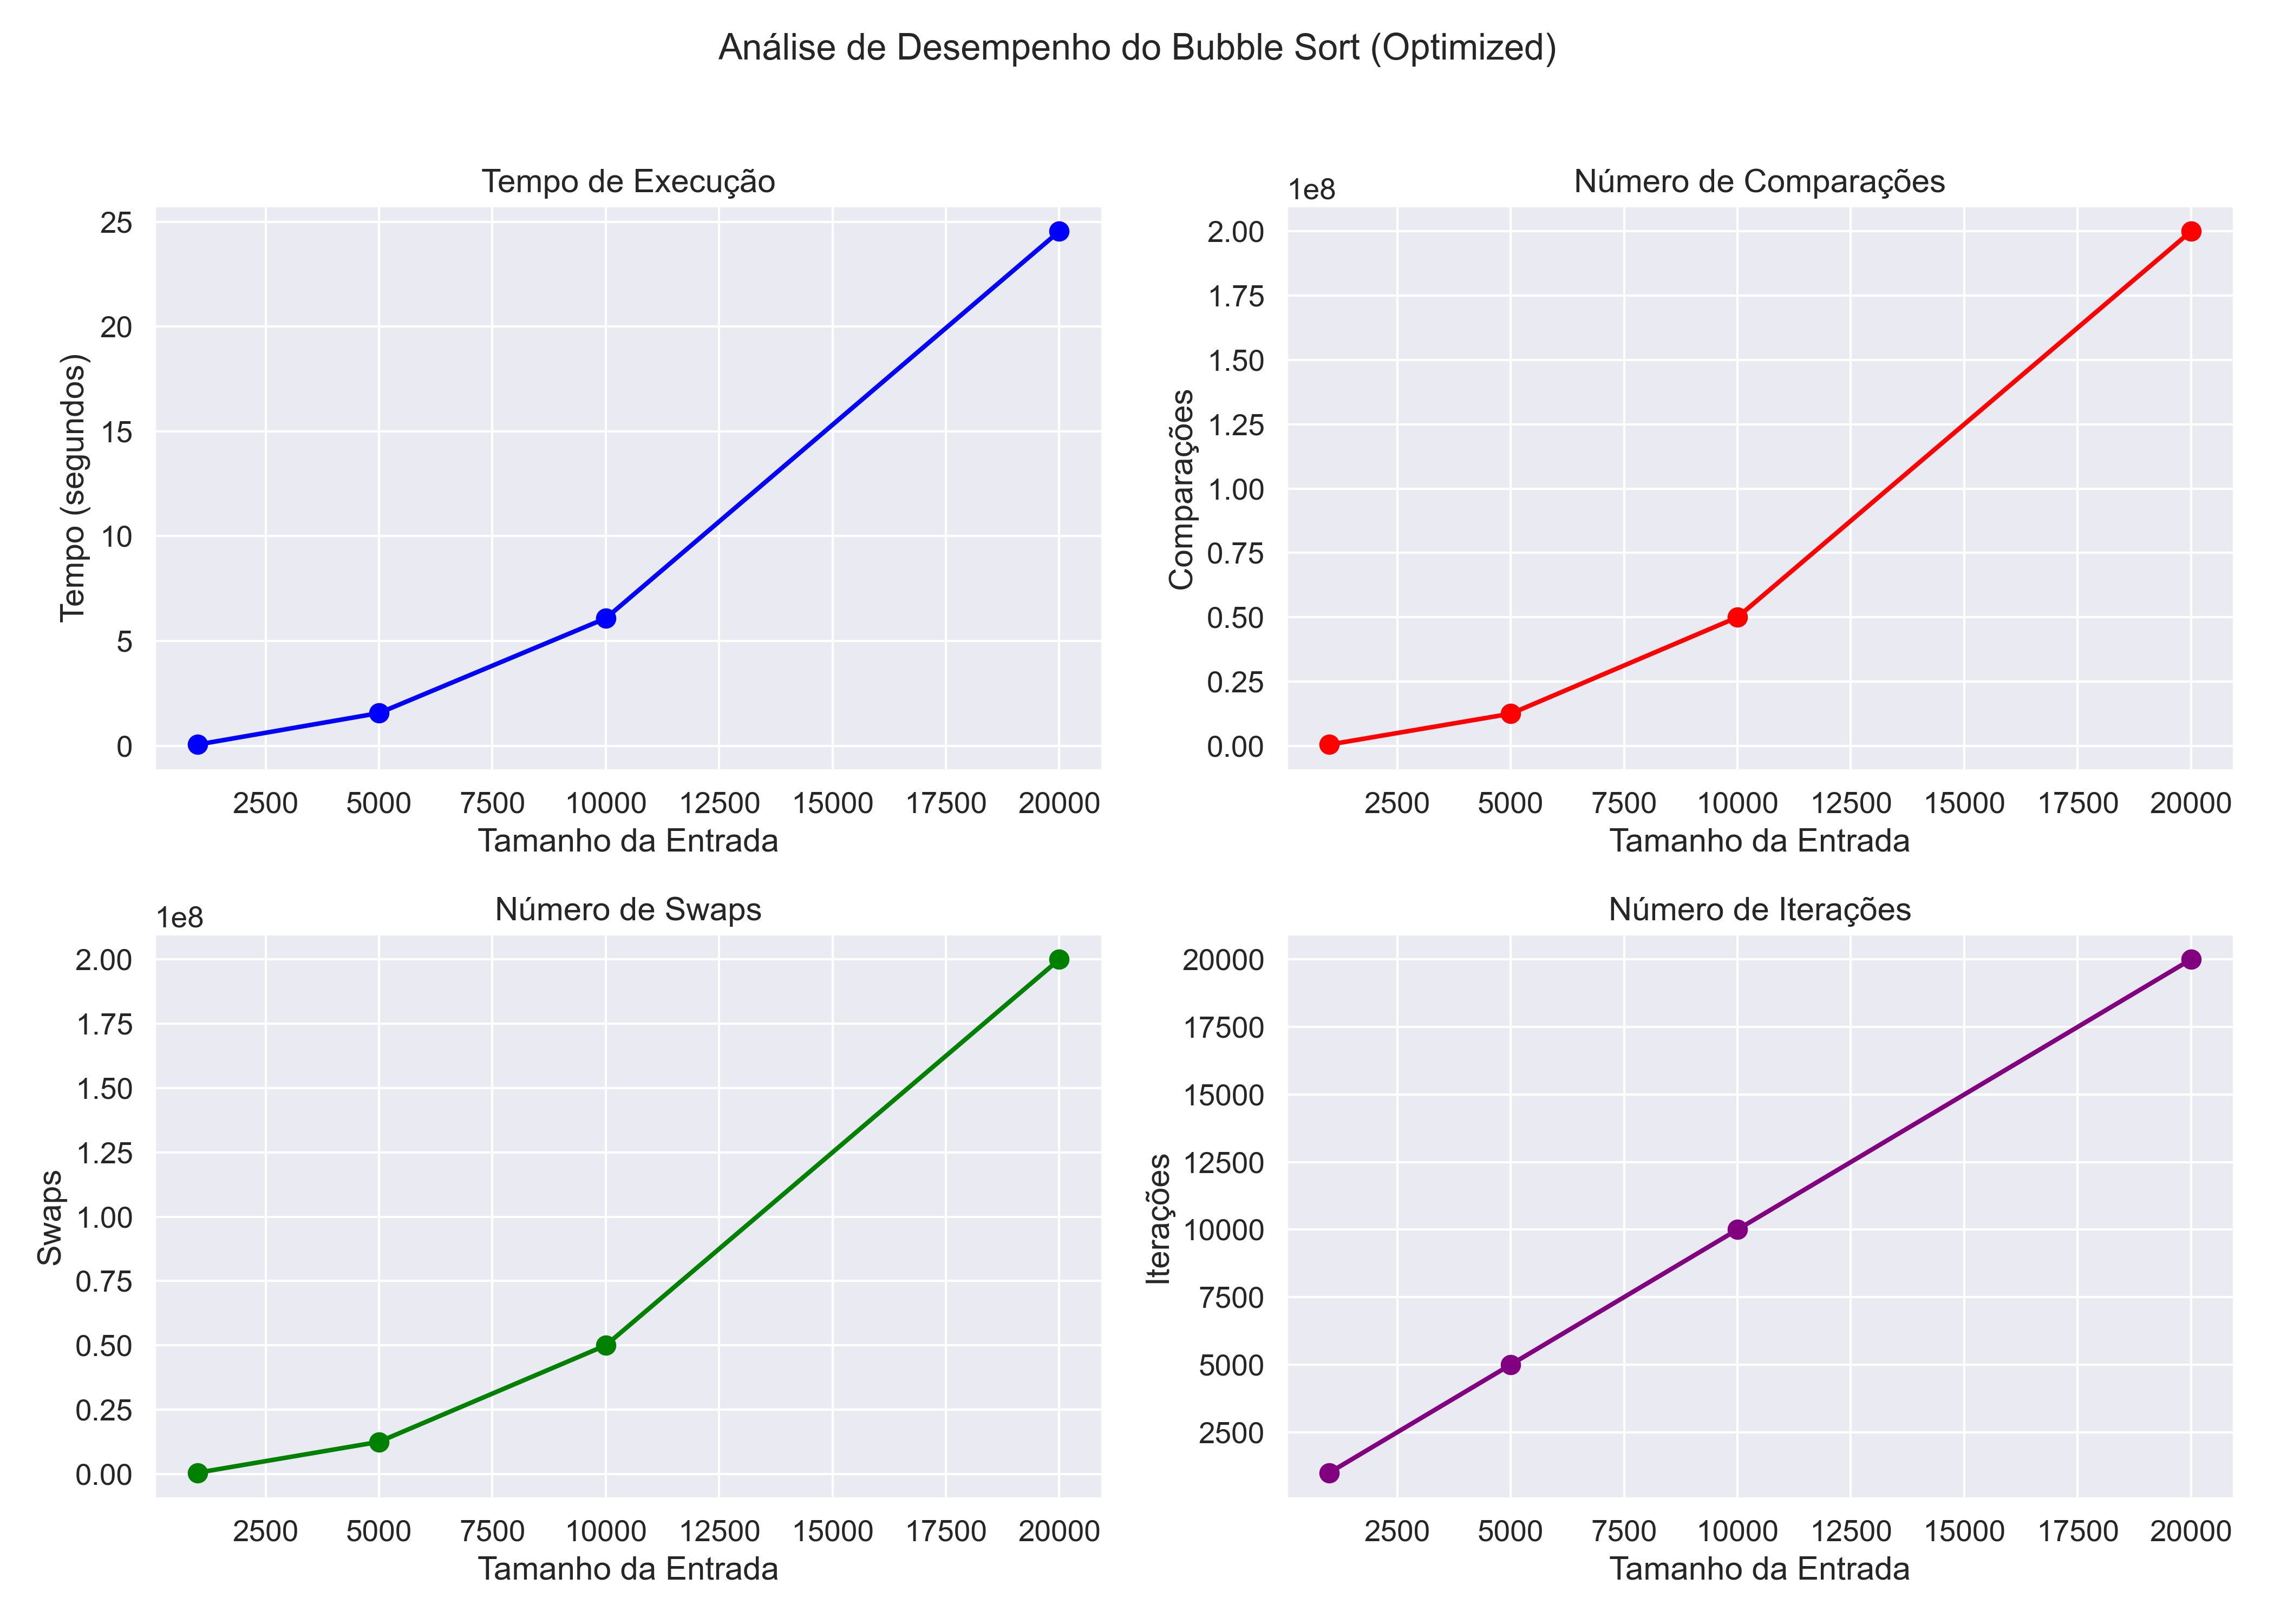 Análise de Desempenho do Bubble Sort (Optimized)
Tempo de Execução
25
20
15
10
5
0
Tempo (segundos)
2500 5000 7500 10000 12500 15000 17500 20000
Tamanho da Entrada
Número de Comparações
1e8
2.00
1.75
1.50
1.25
1.00
0.75
0.50
0.25
0.00
Comparações
2500 5000 7500 10000 12500 15000 17500 20000
Tamanho da Entrada
Número de Swaps
1e8
2.00
1.75
1.50
1.25
1.00
0.75
0.50
0.25
0.00
Swaps
2500 5000 7500 10000 12500 15000 17500 20000
Tamanho da Entrada
Número de Iterações
20000
17500
15000
12500
10000
7500
5000
2500
Iterações
2500 5000 7500 10000 12500 15000 17500 20000
Tamanho da Entrada